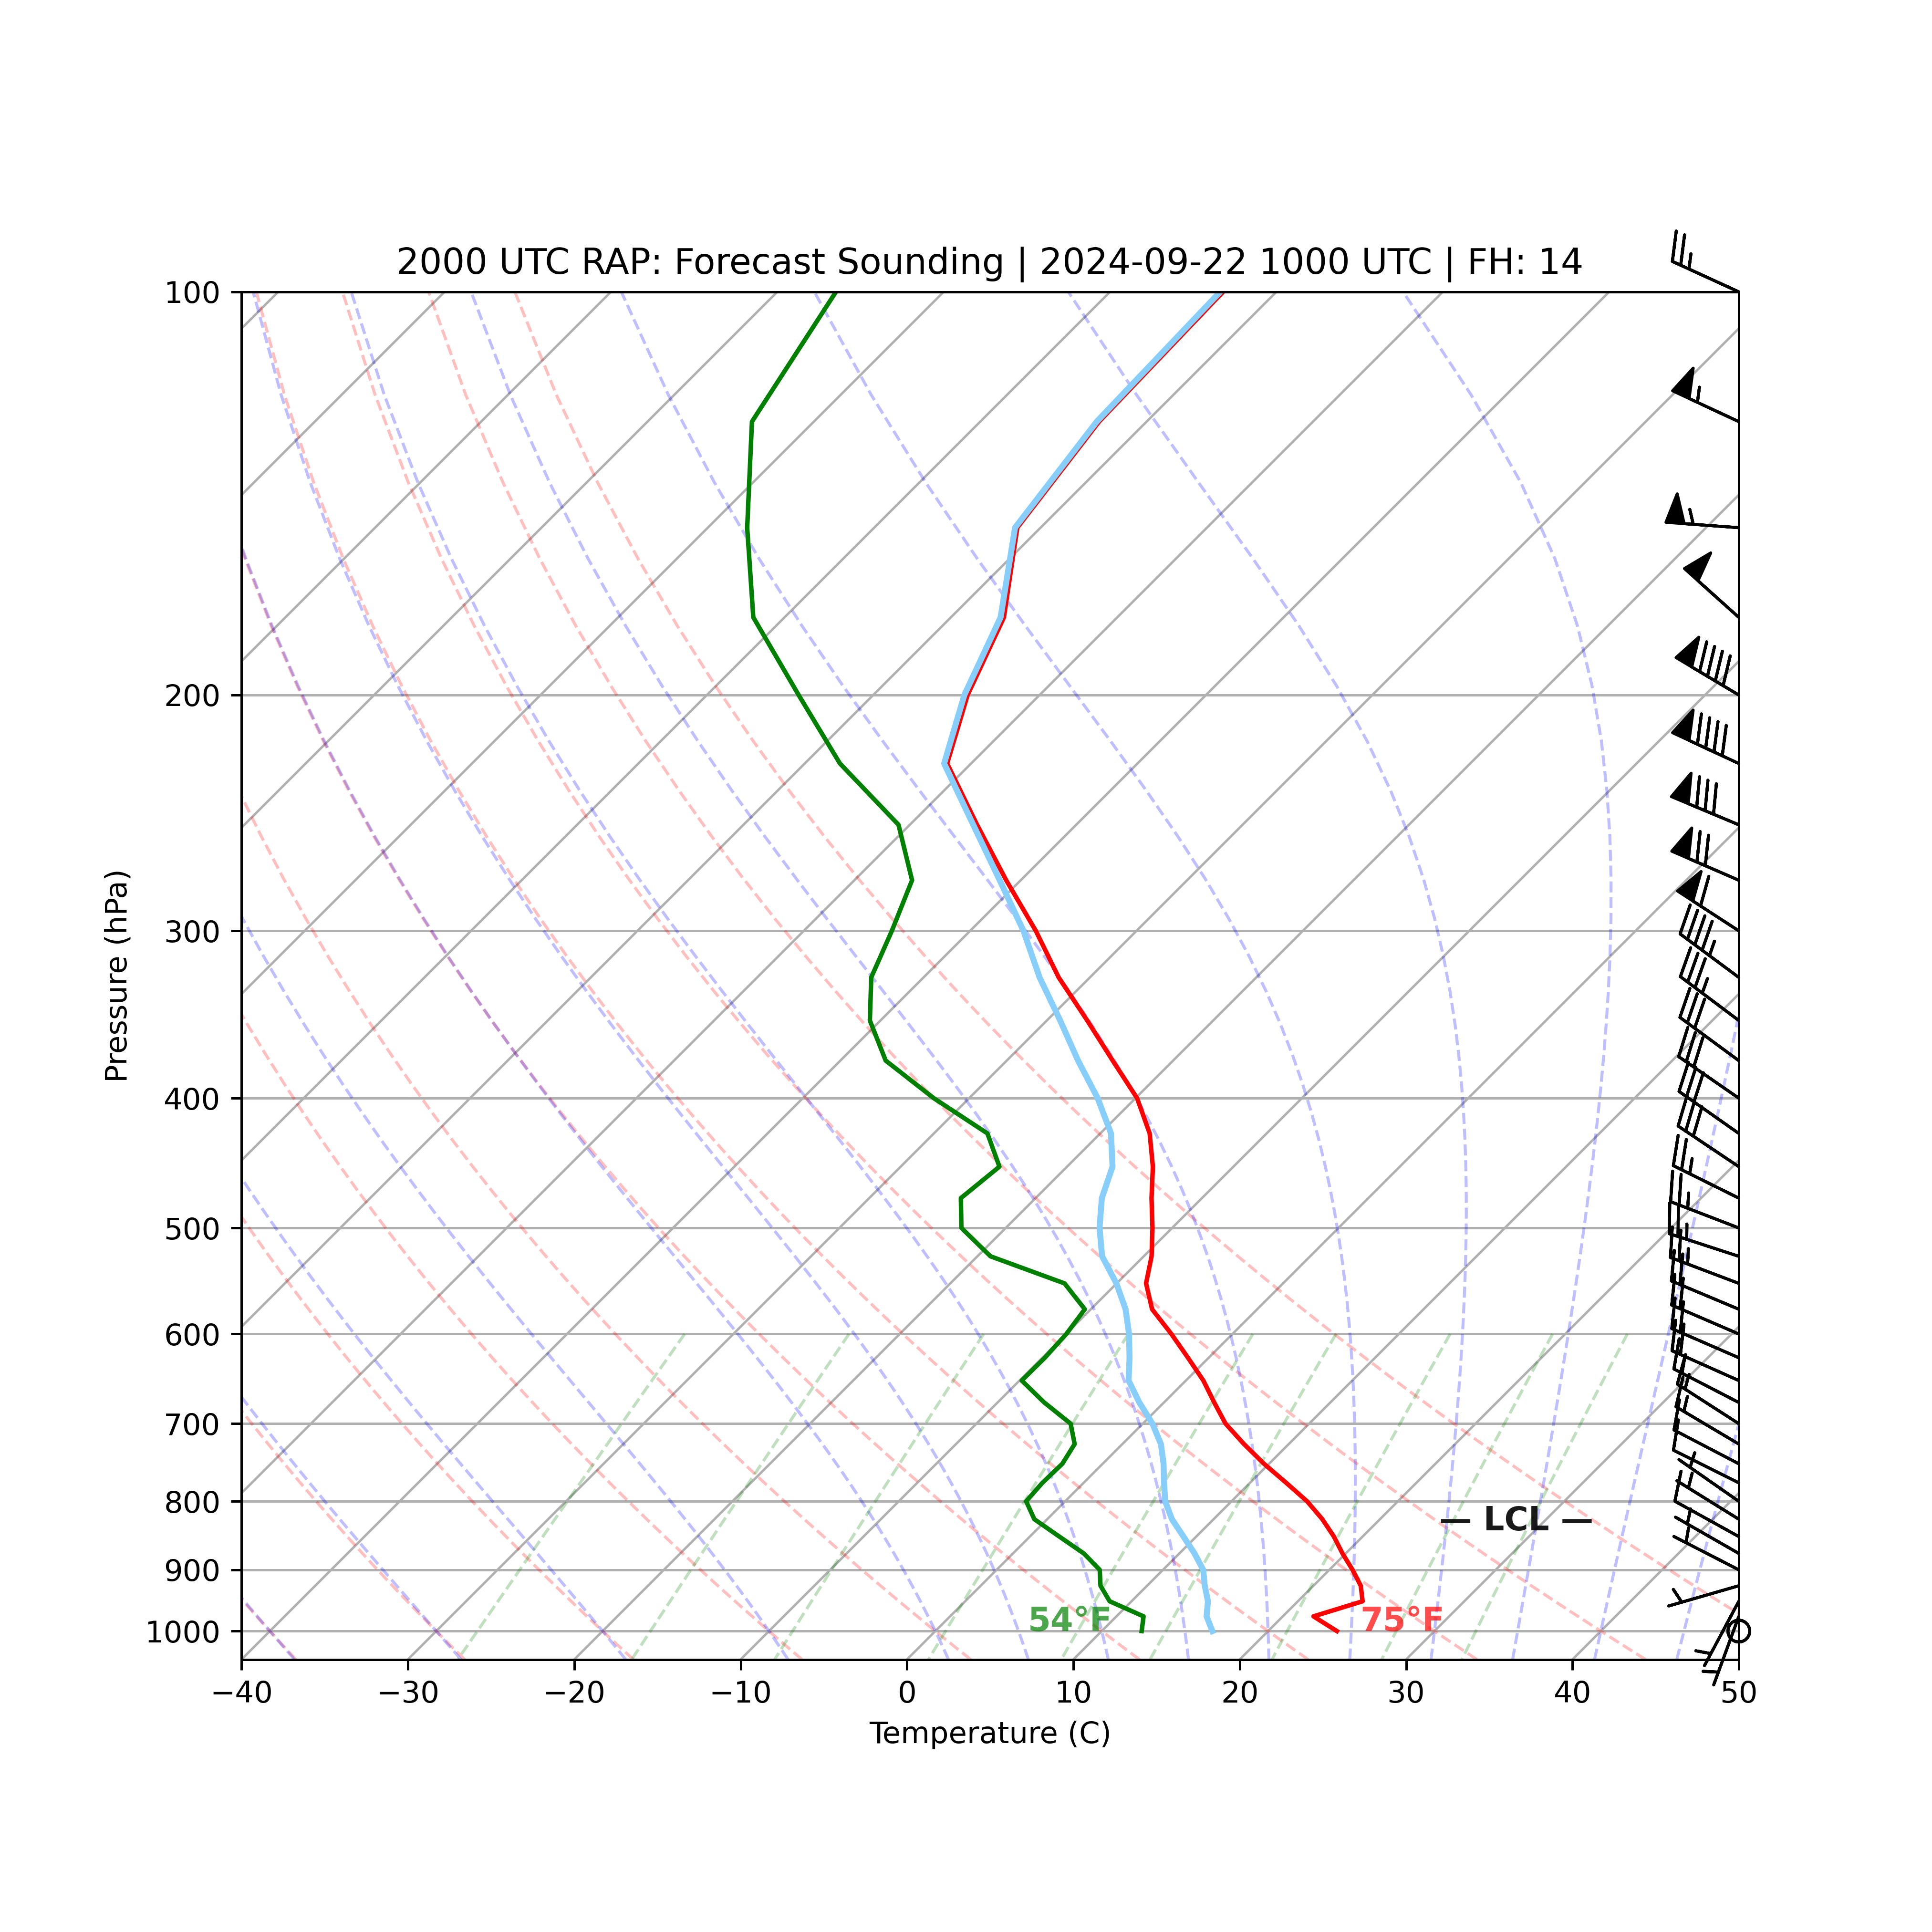 2000 UTC RAP: Forecast Sounding | 2024-09-22 1000 UTC | FH: 14
100
200
300
400
500
600
700
800
900
1000
Pressure (hPa)
— LCL —
54°F
75°F
−40 −30 −20 −10 0 10 20 30 40 50
Temperature (C)